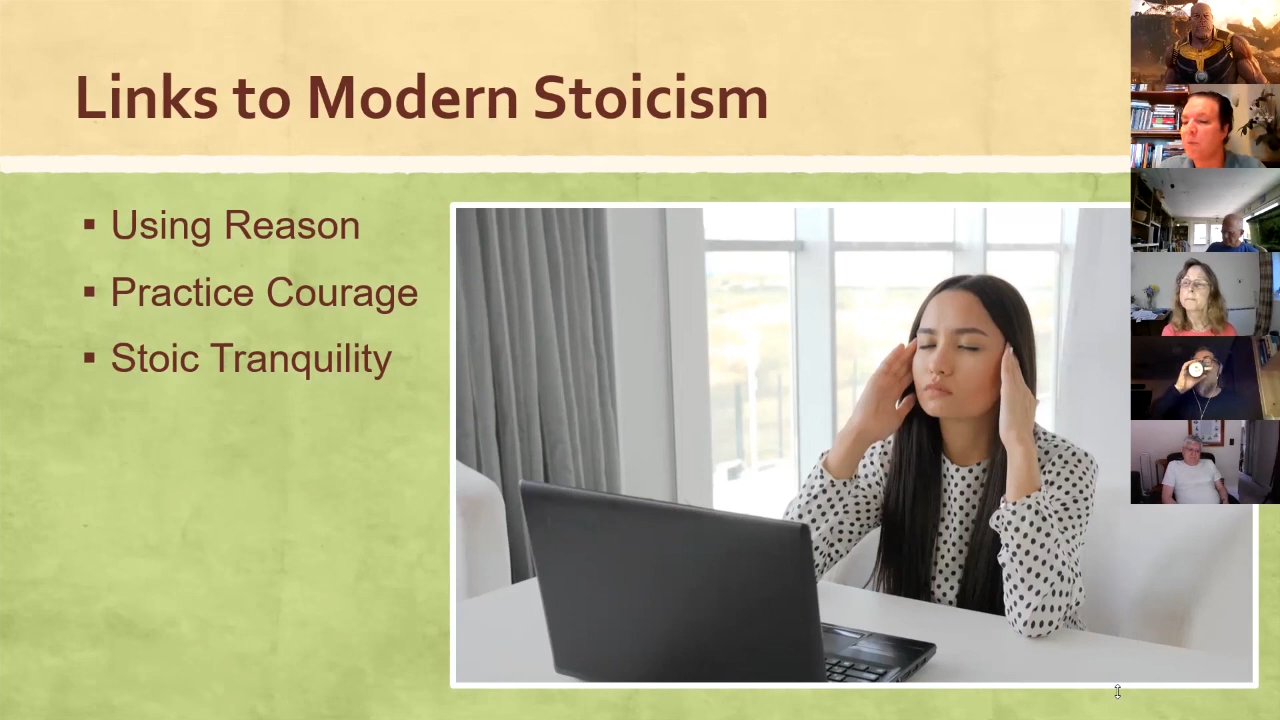 Links to Modern Stoicism
▪ Using Reason
▪ Practice Courage
▪ Stoic Tranquility